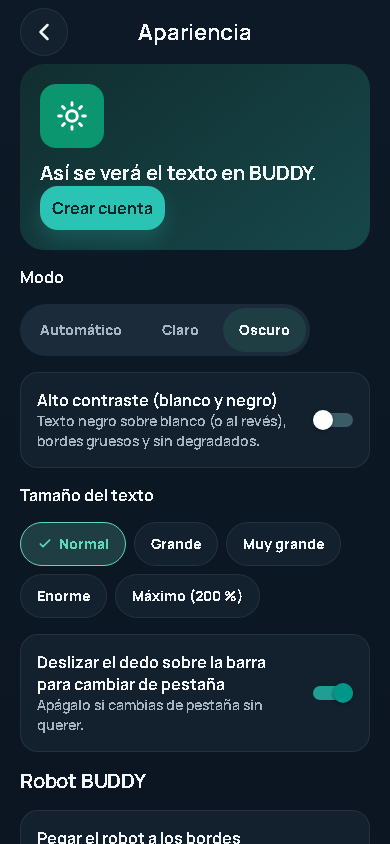 Apariencia
Así se verá el texto en BUDDY.
Crear cuenta
Modo
Automático
Claro
Oscuro
Alto contraste (blanco y negro)
Texto negro sobre blanco (o al revés),
bordes gruesos y sin degradados.
Tamaño del texto
Normal
Grande
Muy grande
Enorme
Máximo (200 %)
Deslizar el dedo sobre la barra
para cambiar de pestaña
Apágalo si cambias de pestaña sin
querer.
Robot BUDDY
Pegar el robot a los bordes